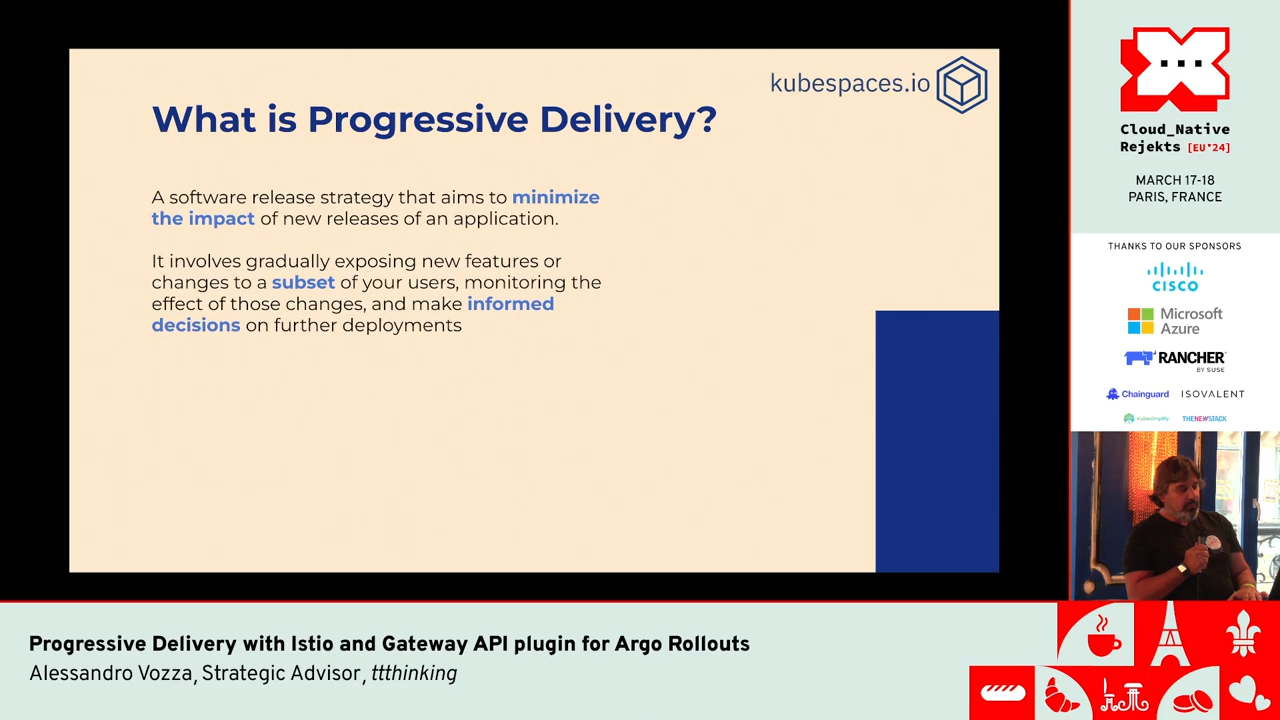 kubespaces.io
What is Progressive Delivery?
A software release strategy that aims to minimize
the impact of new releases of an application.
It involves gradually exposing new features or
changes to a subset of your users, monitoring the
effect of those changes, and make informed
decisions on further deployments
Cloud_Native
Rejekts [EU'24]
MARCH 17-18
PARIS, FRANCE
THANKS TO OUR SPONSORS
CISCO
Microsoft
Azure
RANCHER
BY SUSE
Chainguard ISOVALENT
Kubesimplify THENEWSTACK
Progressive Delivery with Istio and Gateway API plugin for Argo Rollouts
Alessandro Vozza, Strategic Advisor, ttthinking